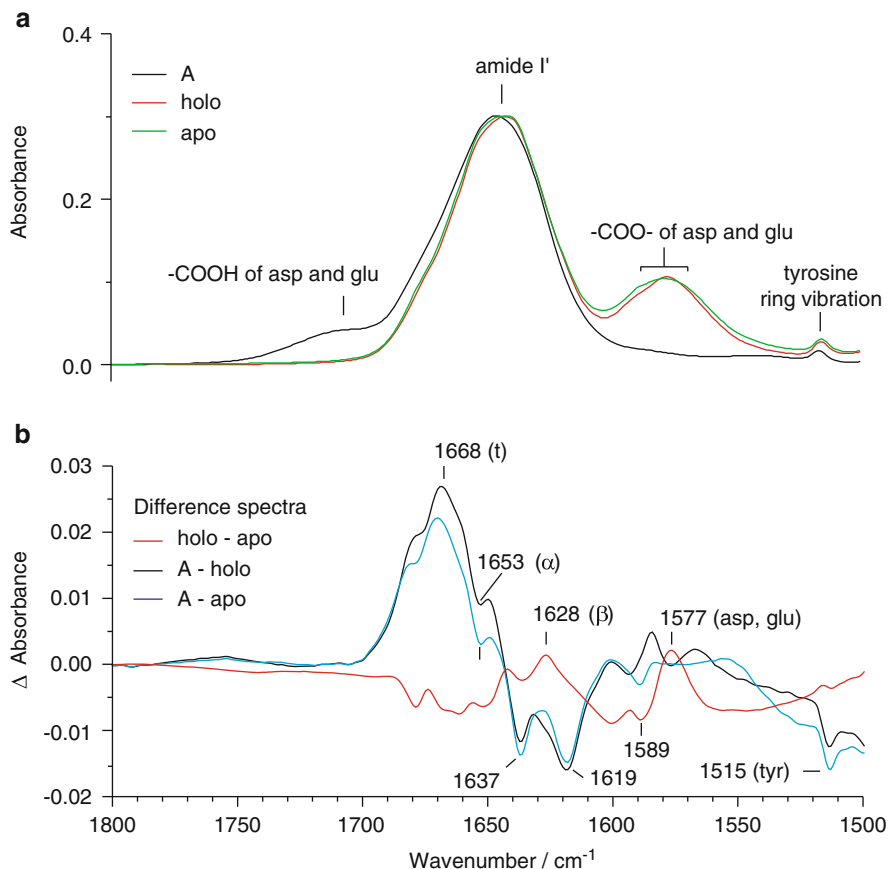 a
0.4
0.2
0.0
Absorbance
A
holo
apo
amide I'
-COOH of asp and glu
-COO- of asp and glu
tyrosine
ring vibration
b
0.03
0.02
0.01
0.00
-0.01
-0.02
Δ Absorbance
Difference spectra
holo - apo
A - holo
A - apo
1668 (t)
1653 (α)
1628 (β)
1577 (asp, glu)
1637
1619
1589
1515 (tyr)
1800
1750
1700
1650
1600
1550
1500
Wavenumber / cm-1